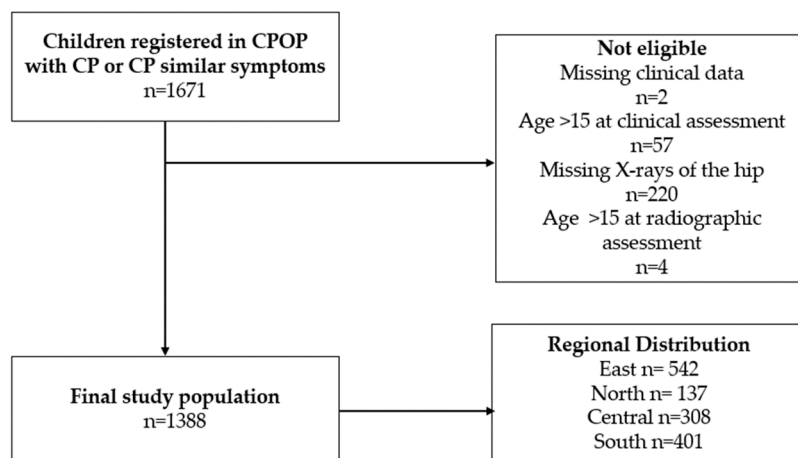 Children registered in CPOP
with CP or CP similar symptoms
n=1671
Not eligible
Missing clinical data
n=2
Age >15 at clinical assessment
n=57
Missing X-rays of the hip
n=220
Age >15 at radiographic
assessment
n=4
Final study population
n=1388
Regional Distribution
East n= 542
North n= 137
Central n=308
South n=401